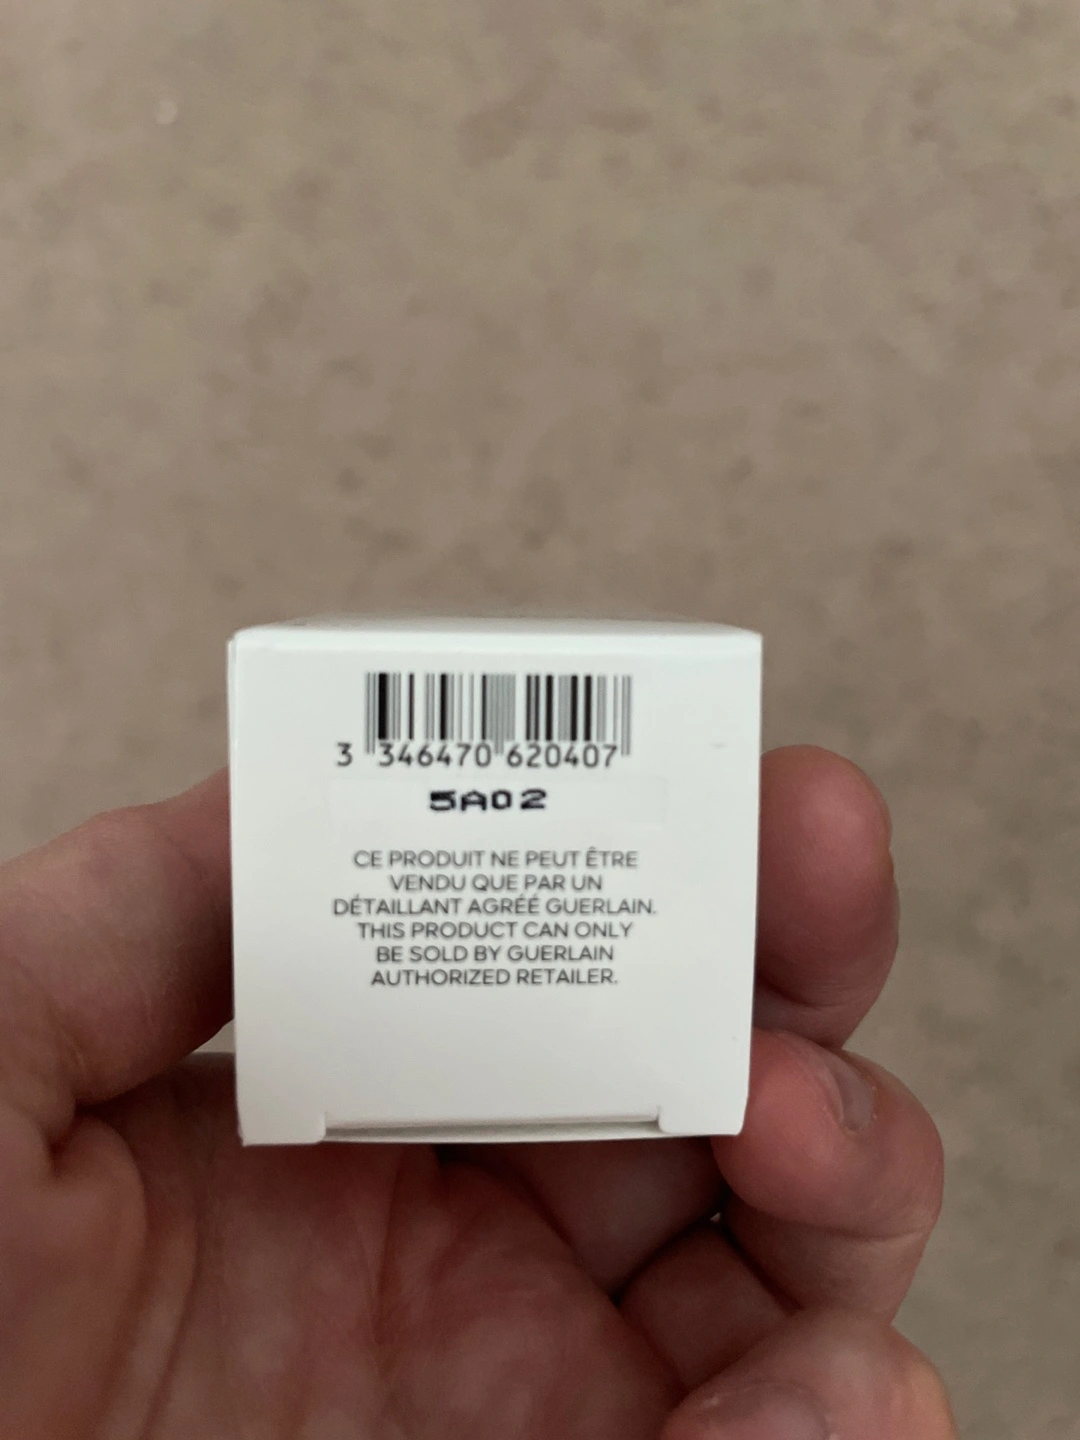 3 346470 620407
5A02
CE PRODUIT NE PEUT ÊTRE
VENDU QUE PAR UN
DÉTAILLANT AGRÉÉ GUERLAIN.
THIS PRODUCT CAN ONLY
BE SOLD BY GUERLAIN
AUTHORIZED RETAILER.